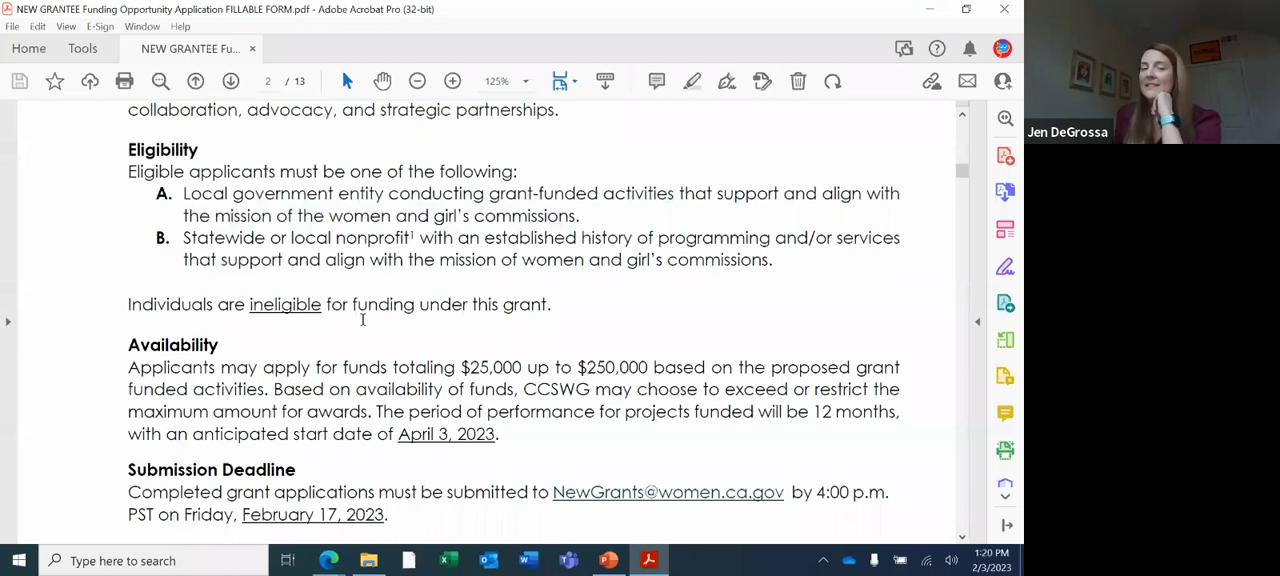 NEW GRANTEE Funding Opportunity Application FILLABLE FORM.pdf - Adobe Acrobat Pro (32-bit)
File Edit View E-Sign Window Help
Home Tools NEW GRANTEE Fu... ×
2 / 13 125%
collaboration, advocacy, and strategic partnerships.
Eligibility
Eligible applicants must be one of the following:
A. Local government entity conducting grant-funded activities that support and align with
the mission of the women and girl's commissions.
B. Statewide or local nonprofit¹ with an established history of programming and/or services
that support and align with the mission of women and girl's commissions.
Individuals are ineligible for funding under this grant.
Availability
Applicants may apply for funds totaling $25,000 up to $250,000 based on the proposed grant
funded activities. Based on availability of funds, CCSWG may choose to exceed or restrict the
maximum amount for awards. The period of performance for projects funded will be 12 months,
with an anticipated start date of April 3, 2023.
Submission Deadline
Completed grant applications must be submitted to NewGrants@women.ca.gov by 4:00 p.m.
PST on Friday, February 17, 2023.
Jen DeGrossa
Type here to search
1:20 PM
2/3/2023